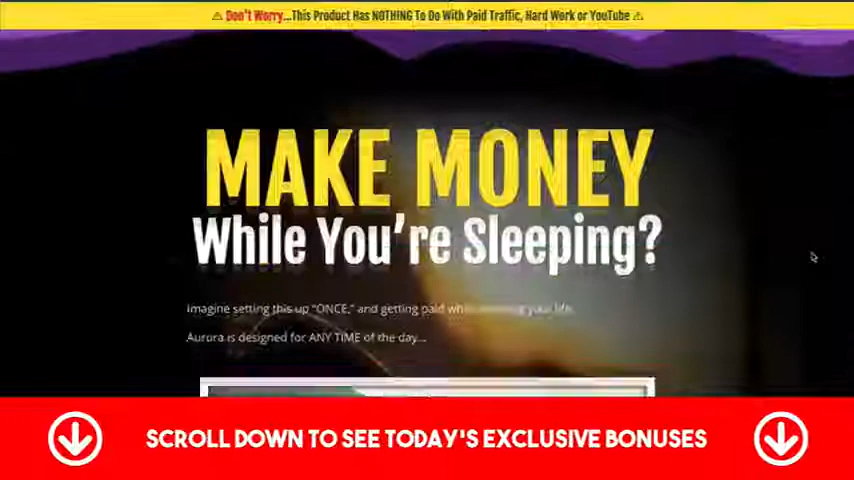 ⚠ Don't Worry...This Product Has NOTHING To Do With Paid Traffic, Hard Work or YouTube ⚠
MAKE MONEY
While You're Sleeping?
Imagine setting this up "ONCE," and getting paid while your life.
Aurora is designed for ANY TIME of the day...
SCROLL DOWN TO SEE TODAY'S EXCLUSIVE BONUSES